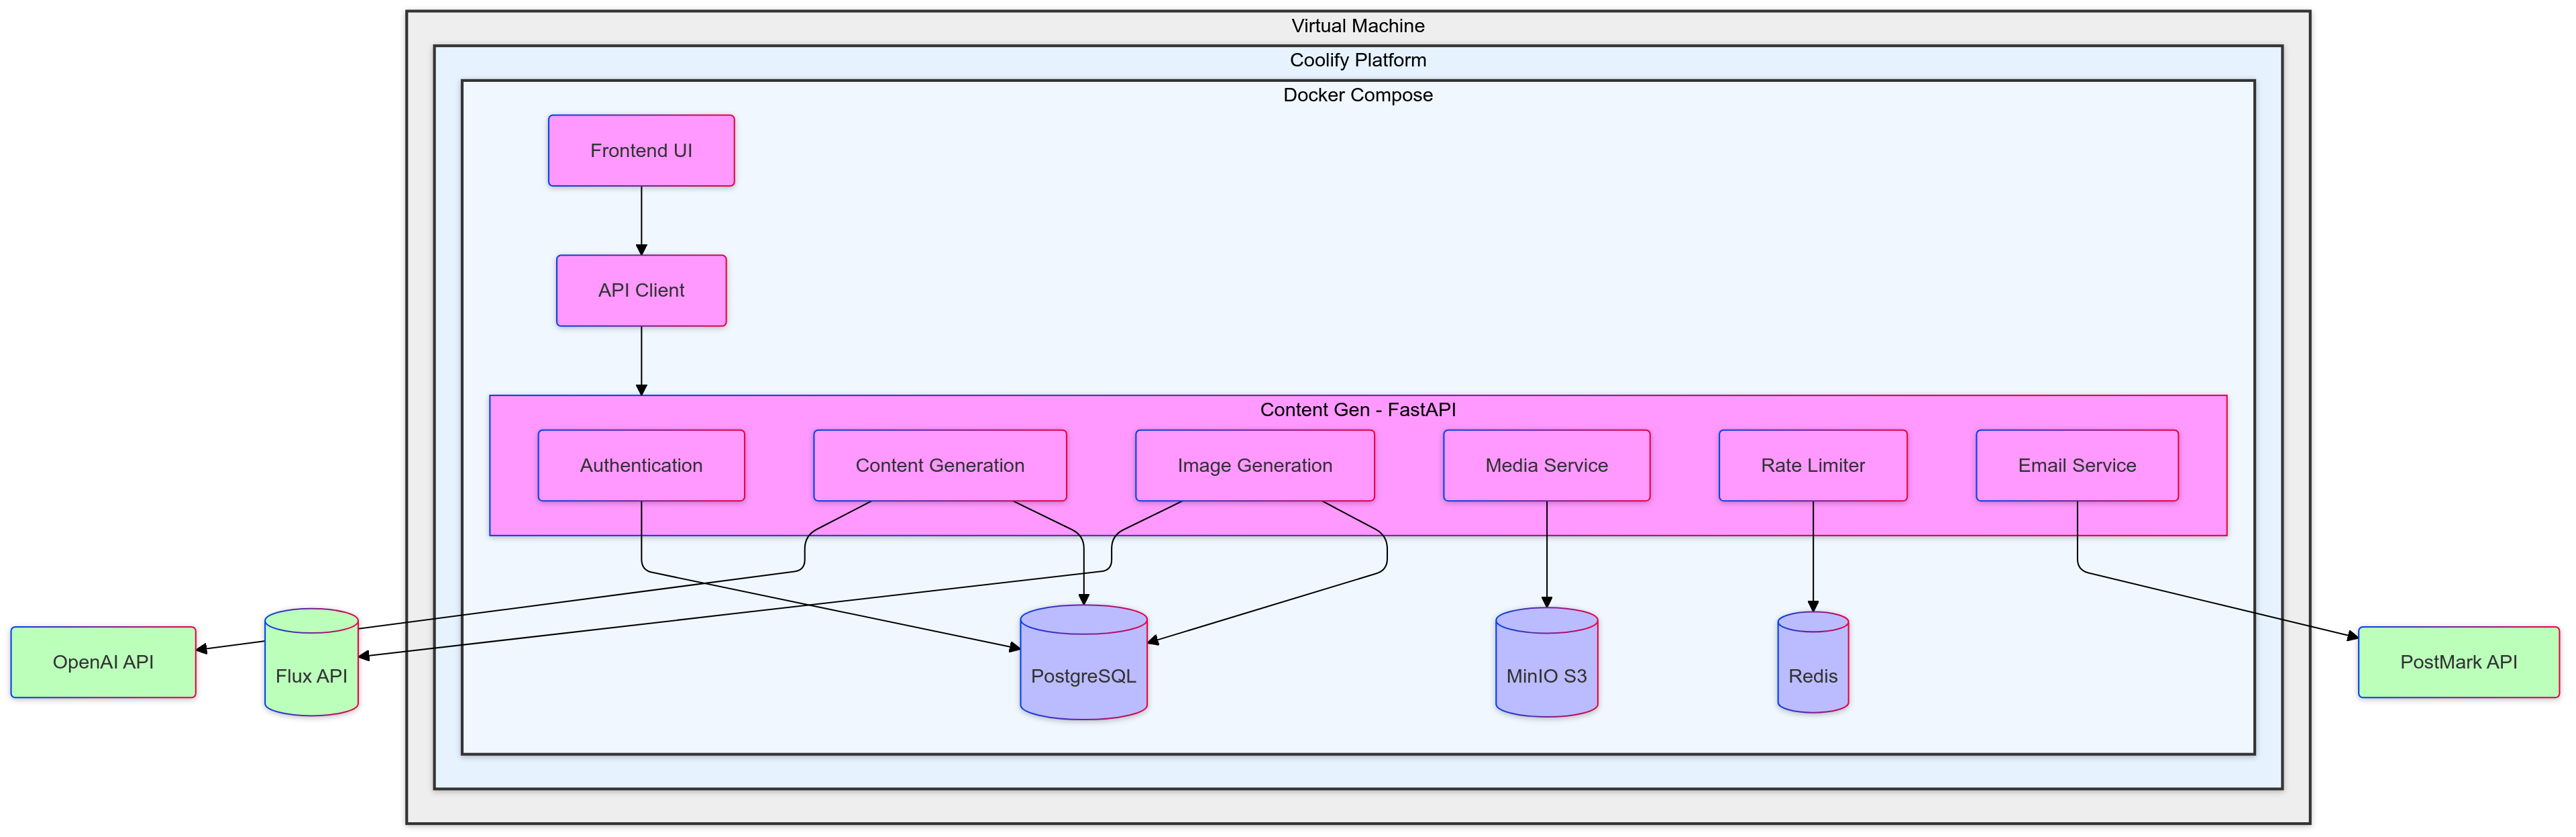 Virtual Machine
Coolify Platform
Docker Compose
Frontend UI
API Client
Content Gen - FastAPI
Authentication
Content Generation
Image Generation
Media Service
Rate Limiter
Email Service
OpenAI API
Flux API
PostgreSQL
MinIO S3
Redis
PostMark API